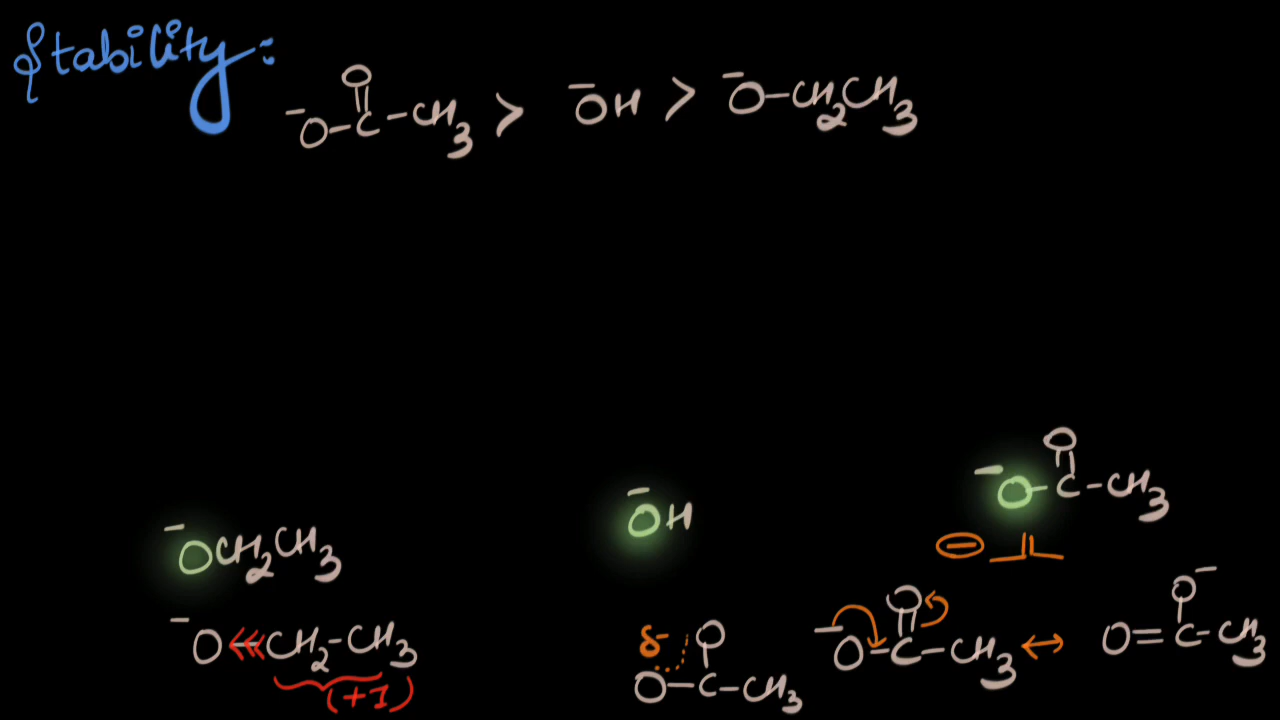 Stability:
⁻O-C(=O)-CH₃ > ⁻OH > ⁻O-CH₂CH₃
⁻OCH₂CH₃ ⁻OH ⁻O-C(=O)-CH₃
⊖
⁻O-CH₂-CH₃ δ- O-C(O)-CH₃ ⁻O-C(=O)-CH₃ ↔ O=C(O⁻)-CH₃
(+I)